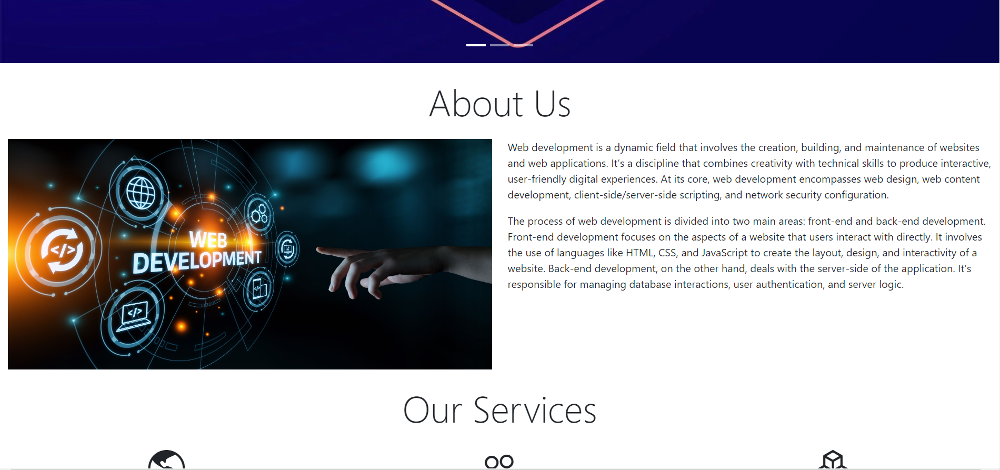 About Us
WEB
DEVELOPMENT
</>
</>
</>
Web development is a dynamic field that involves the creation, building, and maintenance of websites
and web applications. It’s a discipline that combines creativity with technical skills to produce interactive,
user-friendly digital experiences. At its core, web development encompasses web design, web content
development, client-side/server-side scripting, and network security configuration.
The process of web development is divided into two main areas: front-end and back-end development.
Front-end development focuses on the aspects of a website that users interact with directly. It involves
the use of languages like HTML, CSS, and JavaScript to create the layout, design, and interactivity of a
website. Back-end development, on the other hand, deals with the server-side of the application. It’s
responsible for managing database interactions, user authentication, and server logic.
Our Services